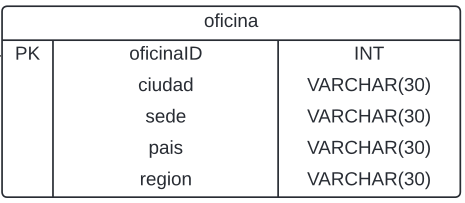 oficina
PK oficinaID INT
ciudad VARCHAR(30)
sede VARCHAR(30)
pais VARCHAR(30)
region VARCHAR(30)